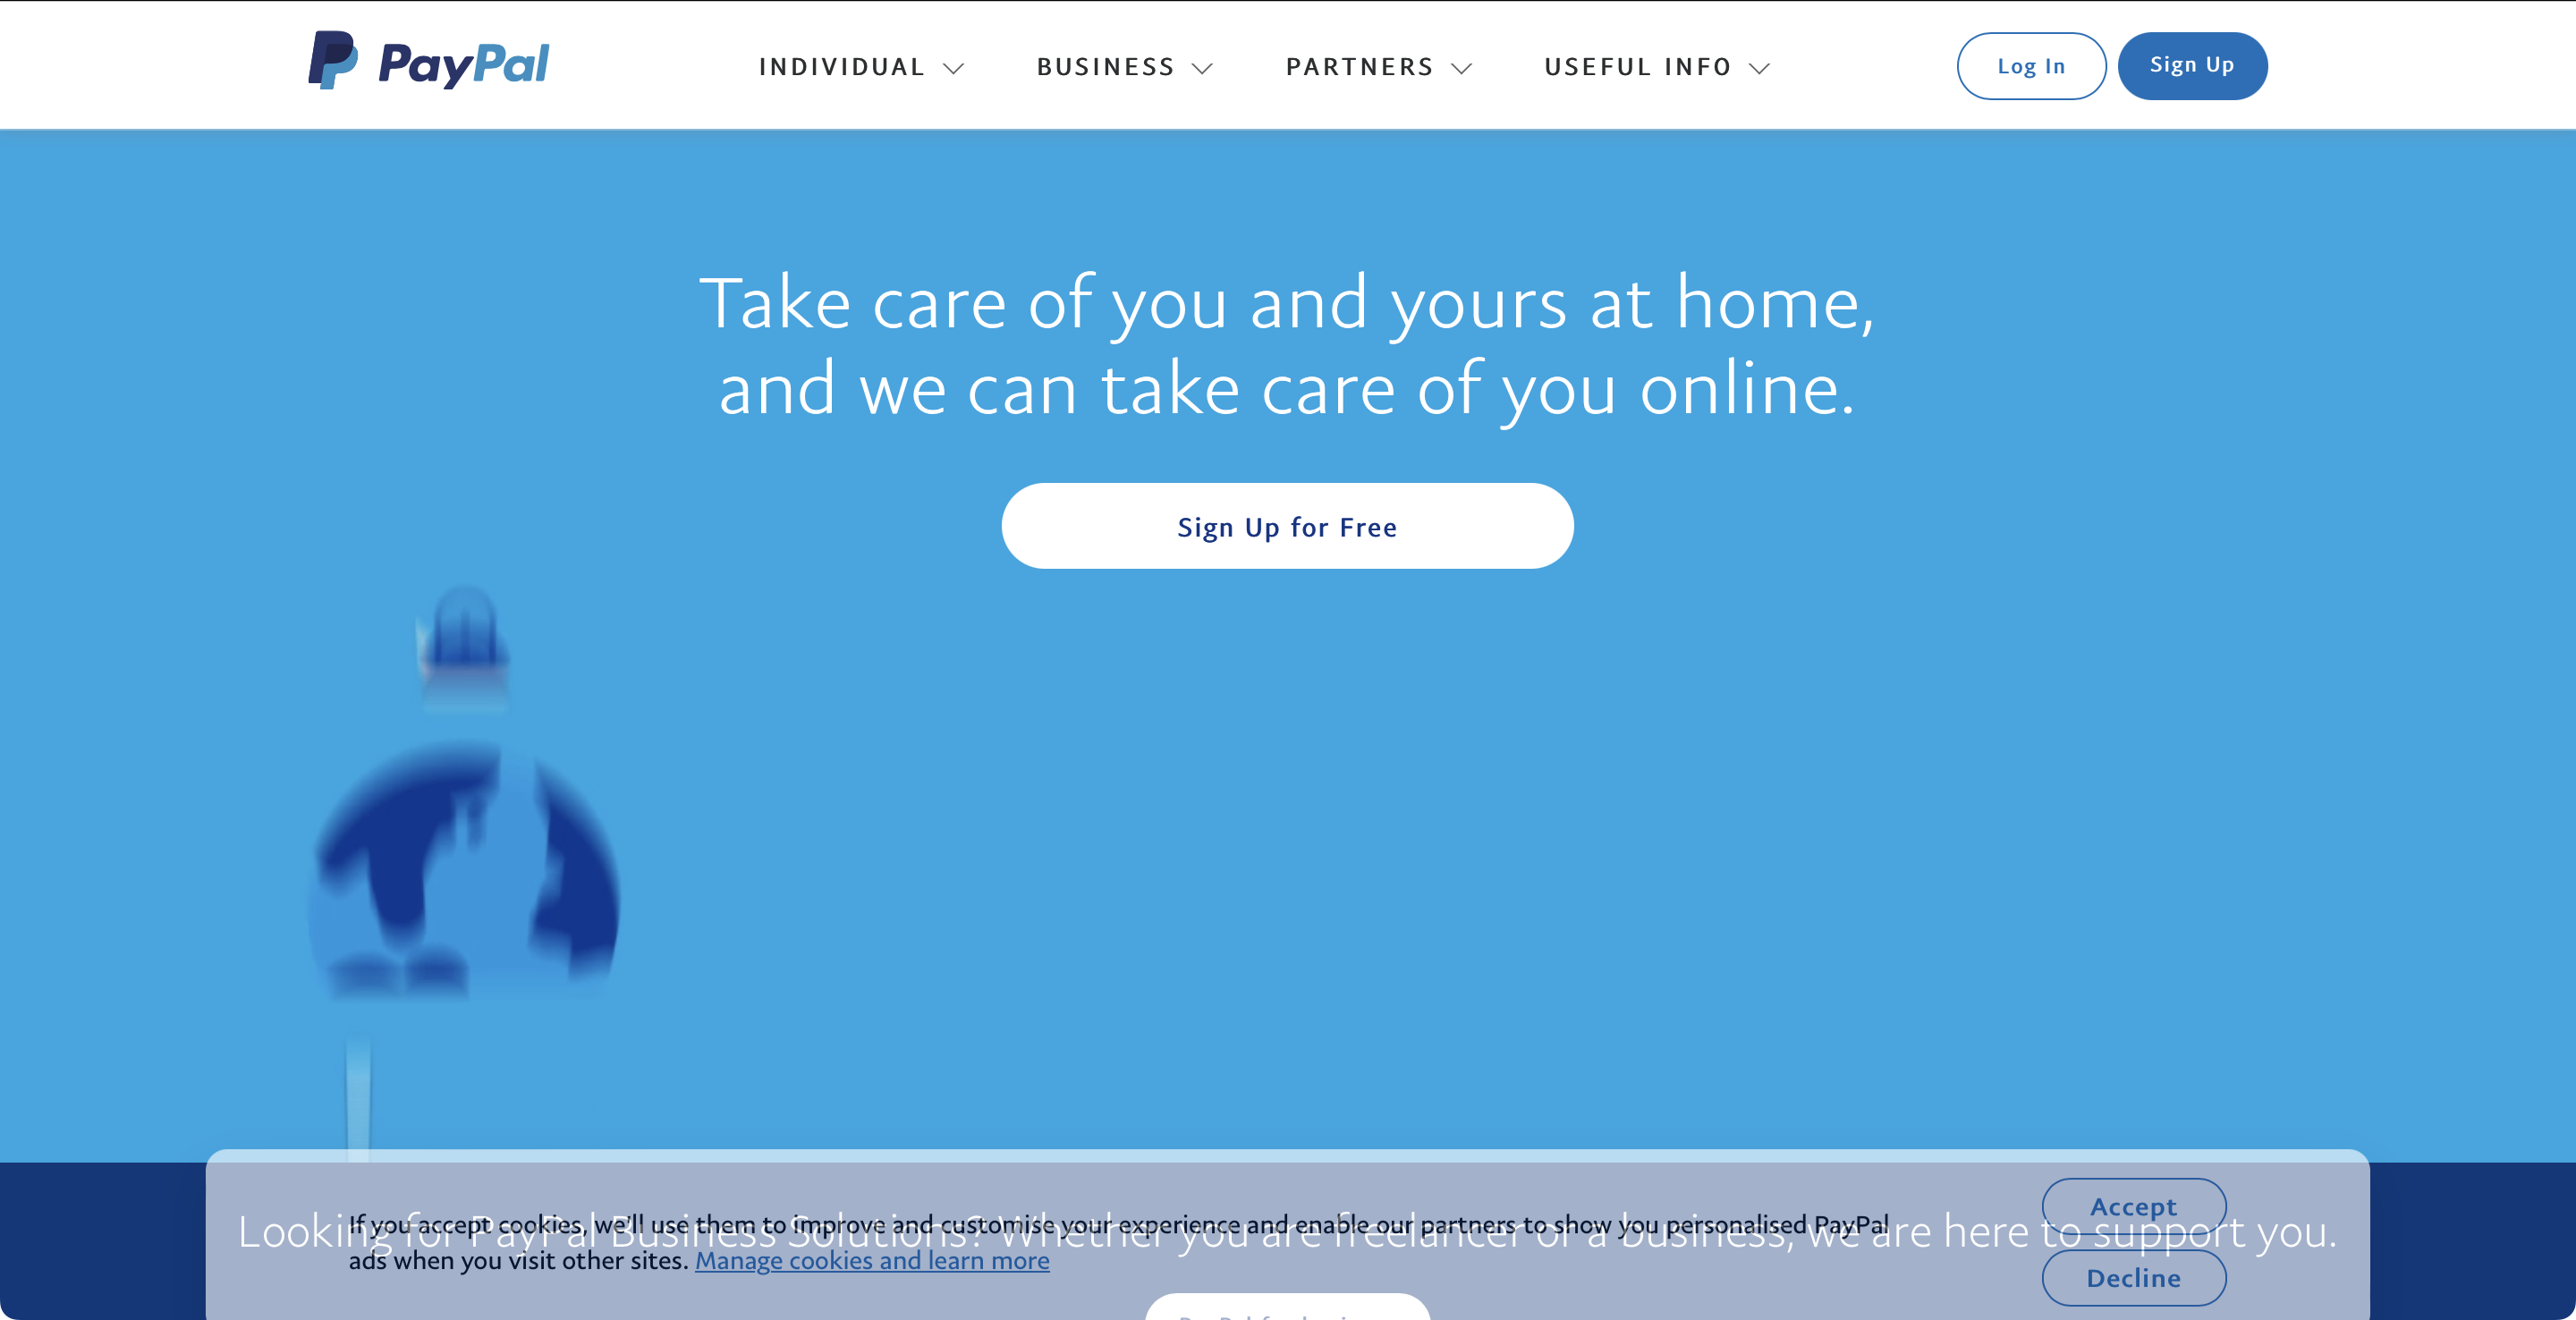 PayPal
INDIVIDUAL
BUSINESS
PARTNERS
USEFUL INFO
Log In
Sign Up
Take care of you and yours at home,
and we can take care of you online.
Sign Up for Free
Looking for PayPal Business Solutions? Whether you are freelancer or a business, we are here to support you.
If you accept cookies, we'll use them to improve and customise your experience and enable our partners to show you personalised PayPal
ads when you visit other sites. Manage cookies and learn more
Accept
Decline